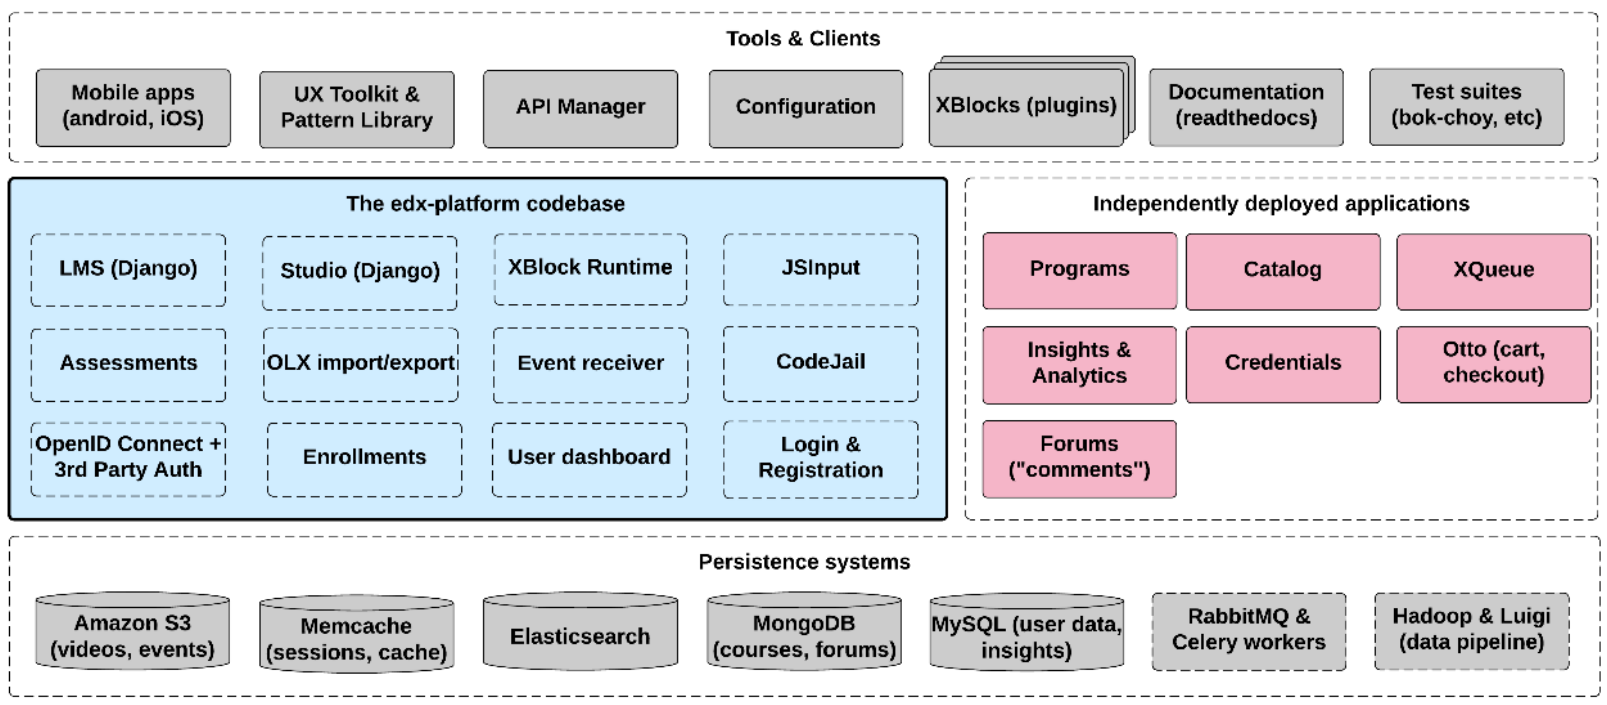 Tools & Clients
Mobile apps
(android, iOS)
UX Toolkit &
Pattern Library
API Manager
Configuration
XBlocks (plugins)
Documentation
(readthedocs)
Test suites
(bok-choy, etc)
The edx-platform codebase
LMS (Django)
Studio (Django)
XBlock Runtime
JSInput
Assessments
OLX import/export
Event receiver
CodeJail
OpenID Connect +
3rd Party Auth
Enrollments
User dashboard
Login &
Registration
Independently deployed applications
Programs
Catalog
XQueue
Insights &
Analytics
Credentials
Otto (cart,
checkout)
Forums
("comments")
Persistence systems
Amazon S3
(videos, events)
Memcache
(sessions, cache)
Elasticsearch
MongoDB
(courses, forums)
MySQL (user data,
insights)
RabbitMQ &
Celery workers
Hadoop & Luigi
(data pipeline)